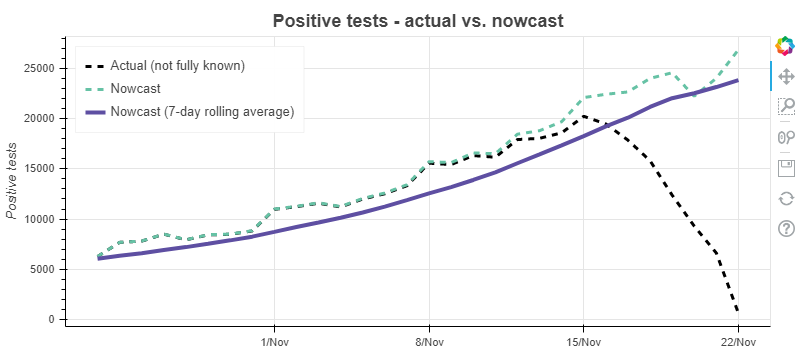 Positive tests - actual vs. nowcast
Actual (not fully known)
Nowcast
Nowcast (7-day rolling average)
Positive tests
25000
20000
15000
10000
5000
0
1/Nov
8/Nov
15/Nov
22/Nov